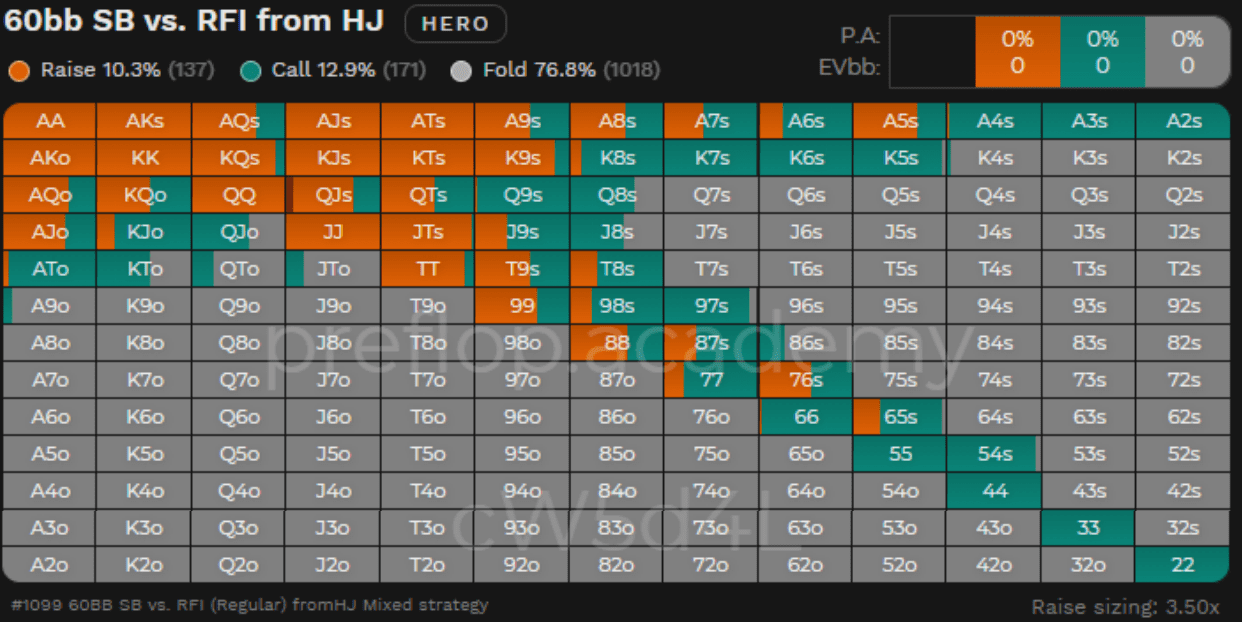 60bb SB vs. RFI from HJ HERO
P.A: 0% 0% 0%
EVbb: 0 0 0
Raise 10.3% (137) Call 12.9% (171) Fold 76.8% (1018)
AA AKs AQs AJs ATs A9s A8s A7s A6s A5s A4s A3s A2s
AKo KK KQs KJs KTs K9s K8s K7s K6s K5s K4s K3s K2s
AQo KQo QQ QJs QTs Q9s Q8s Q7s Q6s Q5s Q4s Q3s Q2s
AJo KJo QJo JJ JTs J9s J8s J7s J6s J5s J4s J3s J2s
ATo KTo QTo JTo TT T9s T8s T7s T6s T5s T4s T3s T2s
A9o K9o Q9o J9o T9o 99 98s 97s 96s 95s 94s 93s 92s
A8o K8o Q8o J8o T8o 98o 88 87s 86s 85s 84s 83s 82s
preflop.academy
A7o K7o Q7o J7o T7o 97o 87o 77 76s 75s 74s 73s 72s
A6o K6o Q6o J6o T6o 96o 86o 76o 66 65s 64s 63s 62s
A5o K5o Q5o J5o T5o 95o 85o 75o 65o 55 54s 53s 52s
A4o K4o Q4o J4o T4o 94o 84o 74o 64o 54o 44 43s 42s
cW5d4L
A3o K3o Q3o J3o T3o 93o 83o 73o 63o 53o 43o 33 32s
A2o K2o Q2o J2o T2o 92o 82o 72o 62o 52o 42o 32o 22
#1099 60BB SB vs. RFI (Regular) fromHJ Mixed strategy
Raise sizing: 3.50x